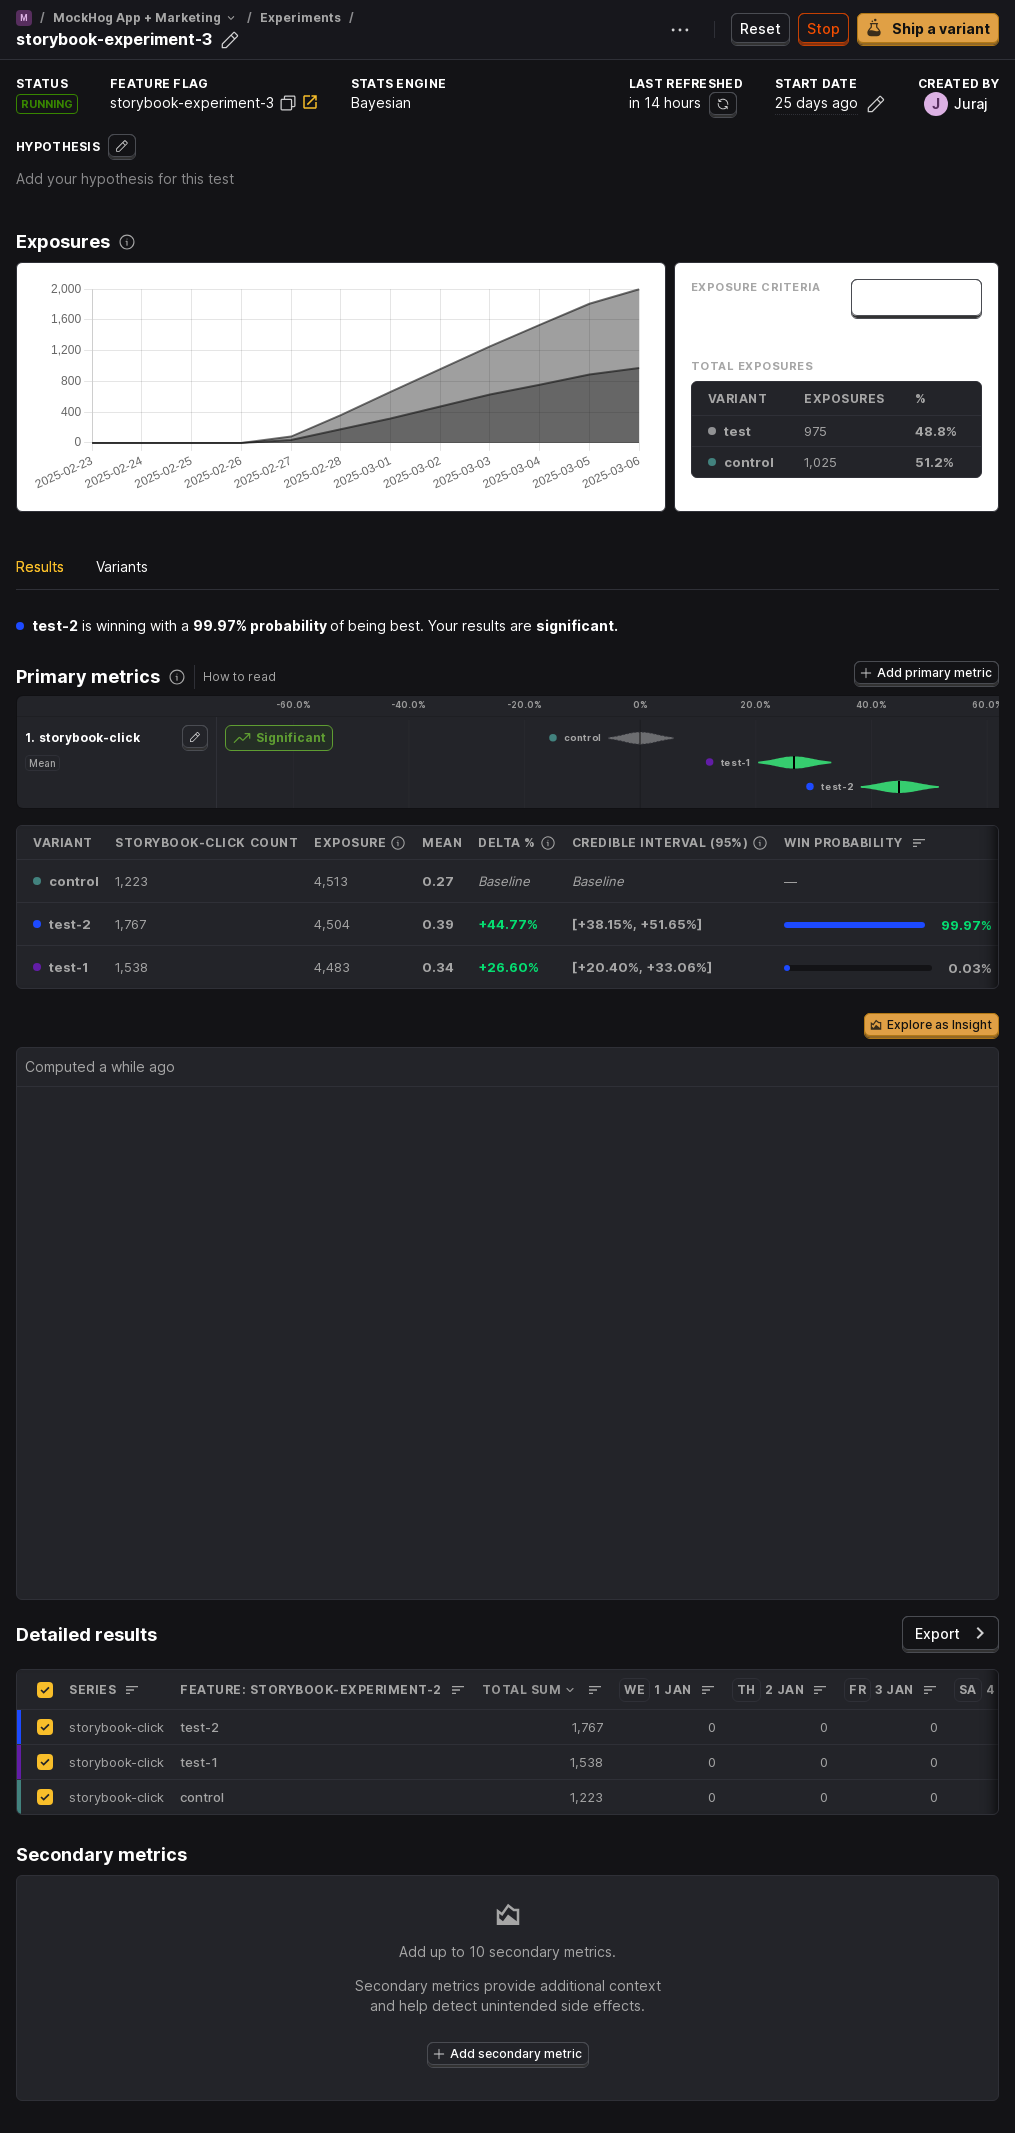 M / MockHog App + Marketing / Experiments /
storybook-experiment-3
Reset Stop Ship a variant
STATUS FEATURE FLAG STATS ENGINE LAST REFRESHED START DATE CREATED BY
RUNNING storybook-experiment-3 Bayesian in 14 hours 25 days ago J Juraj
HYPOTHESIS
Add your hypothesis for this test
Exposures
2,000
1,600
1,200
800
400
0
2025-02-23 2025-02-24 2025-02-25 2025-02-26 2025-02-27 2025-02-28 2025-03-01 2025-03-02 2025-03-03 2025-03-04 2025-03-05 2025-03-06
EXPOSURE CRITERIA
TOTAL EXPOSURES
VARIANT EXPOSURES %
test 975 48.8%
control 1,025 51.2%
Results Variants
test-2 is winning with a 99.97% probability of being best. Your results are significant.
Primary metrics How to read
Add primary metric
-60.0% -40.0% -20.0% 0% 20.0% 40.0% 60.0%
1. storybook-click Significant control
Mean test-1
test-2
VARIANT STORYBOOK-CLICK COUNT EXPOSURE MEAN DELTA % CREDIBLE INTERVAL (95%) WIN PROBABILITY
control 1,223 4,513 0.27 Baseline Baseline —
test-2 1,767 4,504 0.39 +44.77% [+38.15%, +51.65%] 99.97%
test-1 1,538 4,483 0.34 +26.60% [+20.40%, +33.06%] 0.03%
Explore as Insight
Computed a while ago
Detailed results
Export
SERIES FEATURE: STORYBOOK-EXPERIMENT-2 TOTAL SUM WE 1 JAN TH 2 JAN FR 3 JAN SA 4
storybook-click test-2 1,767 0 0 0
storybook-click test-1 1,538 0 0 0
storybook-click control 1,223 0 0 0
Secondary metrics
Add up to 10 secondary metrics.
Secondary metrics provide additional context
and help detect unintended side effects.
Add secondary metric